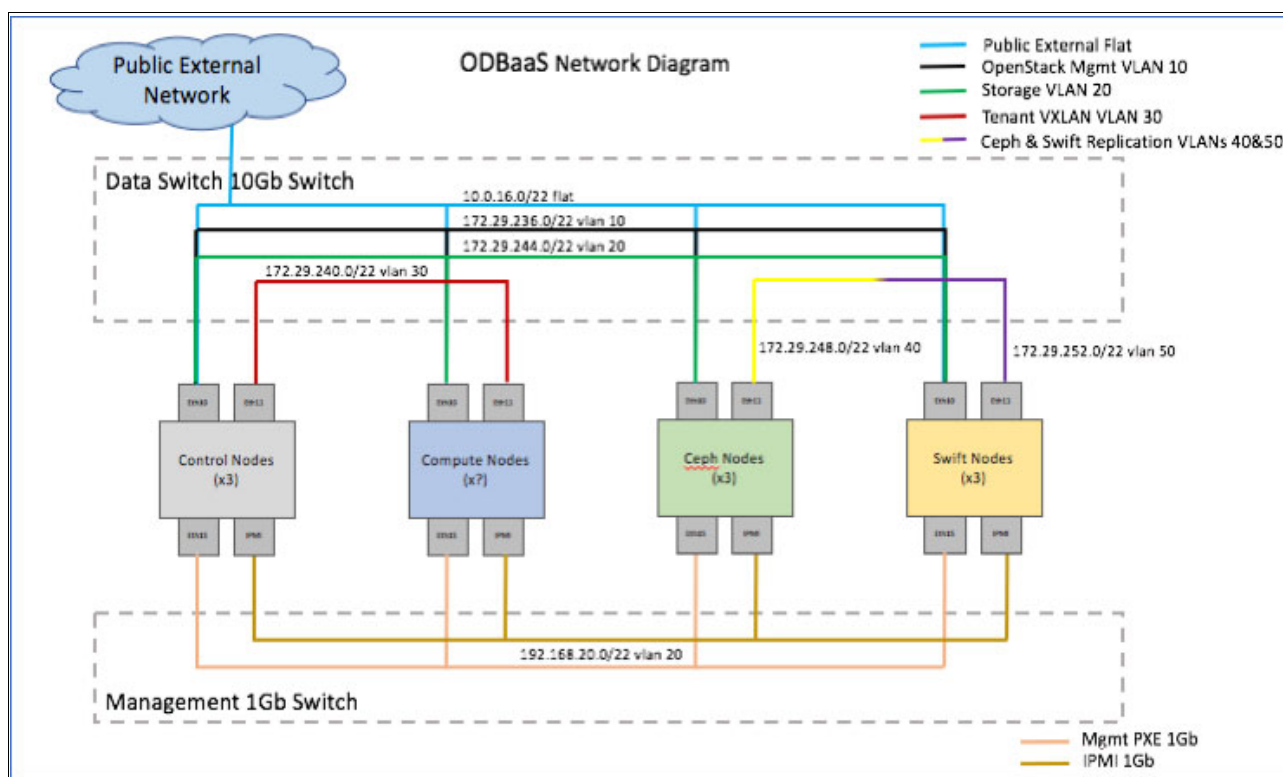 Public External
Network
ODBaaS Network Diagram
Public External Flat
OpenStack Mgmt VLAN 10
Storage VLAN 20
Tenant VXLAN VLAN 30
Ceph & Swift Replication VLANs 40&50
Data Switch 10Gb Switch
10.0.16.0/22 flat
172.29.236.0/22 vlan 10
172.29.244.0/22 vlan 20
172.29.240.0/22 vlan 30
172.29.248.0/22 vlan 40
172.29.252.0/22 vlan 50
Control Nodes
(x3)
Compute Nodes
(x?)
Ceph Nodes
(x3)
Swift Nodes
(x3)
IPMI
IPMI
IPMI
IPMI
192.168.20.0/22 vlan 20
Management 1Gb Switch
Mgmt PXE 1Gb
IPMI 1Gb